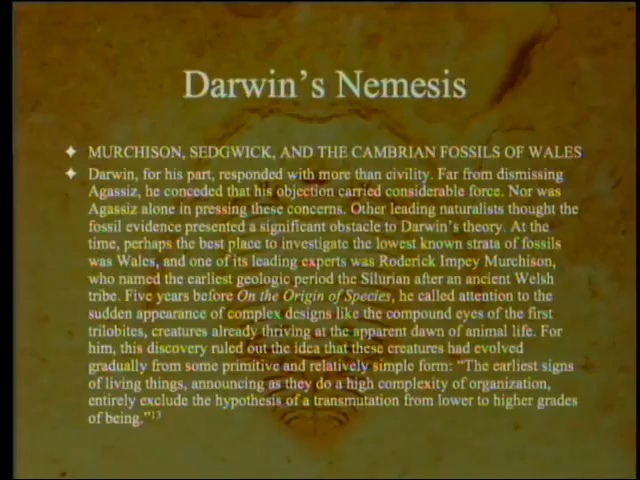 Darwin's Nemesis
✦ MURCHISON, SEDGWICK, AND THE CAMBRIAN FOSSILS OF WALES
✦ Darwin, for his part, responded with more than civility. Far from dismissing
Agassiz, he conceded that his objection carried considerable force. Nor was
Agassiz alone in pressing these concerns. Other leading naturalists thought the
fossil evidence presented a significant obstacle to Darwin's theory. At the
time, perhaps the best place to investigate the lowest known strata of fossils
was Wales, and one of its leading experts was Roderick Impey Murchison,
who named the earliest geologic period the Silurian after an ancient Welsh
tribe. Five years before On the Origin of Species, he called attention to the
sudden appearance of complex designs like the compound eyes of the first
trilobites, creatures already thriving at the apparent dawn of animal life. For
him, this discovery ruled out the idea that these creatures had evolved
gradually from some primitive and relatively simple form: "The earliest signs
of living things, announcing as they do a high complexity of organization,
entirely exclude the hypothesis of a transmutation from lower to higher grades
of being."13